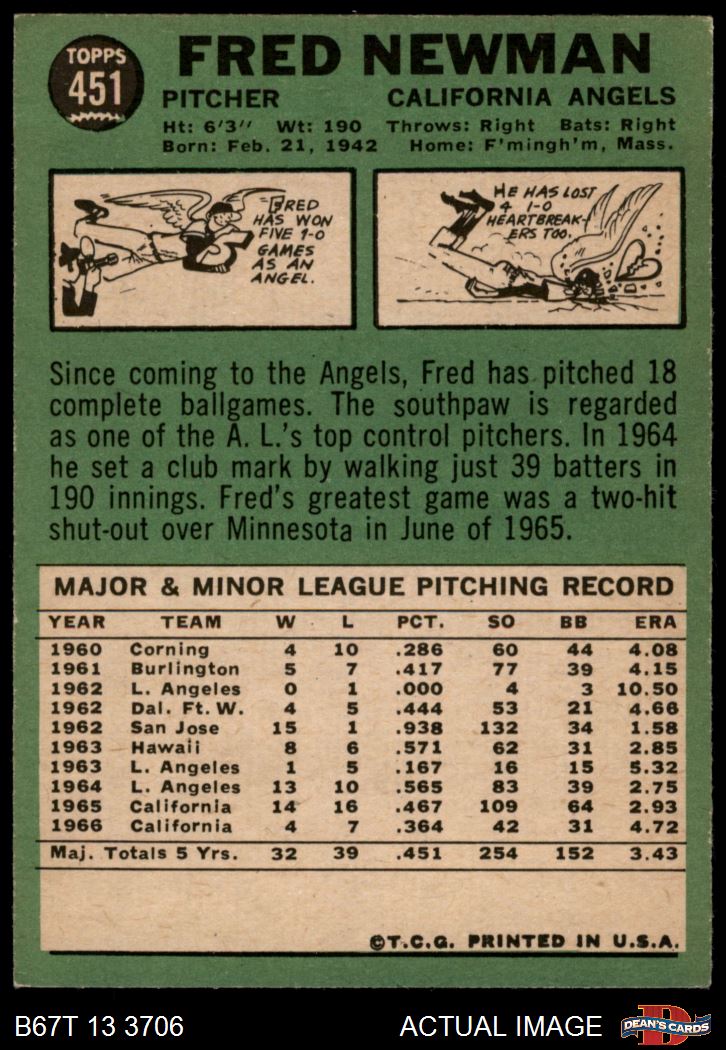 TOPPS
451
FRED NEWMAN
PITCHER CALIFORNIA ANGELS
Ht: 6'3" Wt: 190 Throws: Right Bats: Right
Born: Feb. 21, 1942 Home: F'mingh'm, Mass.
FRED
HAS WON
FIVE 1-0
GAMES
AS AN
ANGEL.
HE HAS LOST
4 1-0
HEARTBREAK-
ERS TOO.
Since coming to the Angels, Fred has pitched 18
complete ballgames. The southpaw is regarded
as one of the A. L.'s top control pitchers. In 1964
he set a club mark by walking just 39 batters in
190 innings. Fred's greatest game was a two-hit
shut-out over Minnesota in June of 1965.
MAJOR & MINOR LEAGUE PITCHING RECORD
YEAR TEAM W L PCT. SO BB ERA
1960 Corning 4 10 .286 60 44 4.08
1961 Burlington 5 7 .417 77 39 4.15
1962 L. Angeles 0 1 .000 4 3 10.50
1962 Dal. Ft. W. 4 5 .444 53 21 4.66
1962 San Jose 15 1 .938 132 34 1.58
1963 Hawaii 8 6 .571 62 31 2.85
1963 L. Angeles 1 5 .167 16 15 5.32
1964 L. Angeles 13 10 .565 83 39 2.75
1965 California 14 16 .467 109 64 2.93
1966 California 4 7 .364 42 31 4.72
Maj. Totals 5 Yrs. 32 39 .451 254 152 3.43
©T.C.G. PRINTED IN U.S.A.
B67T 13 3706 ACTUAL IMAGE
D
DEAN'S CARDS